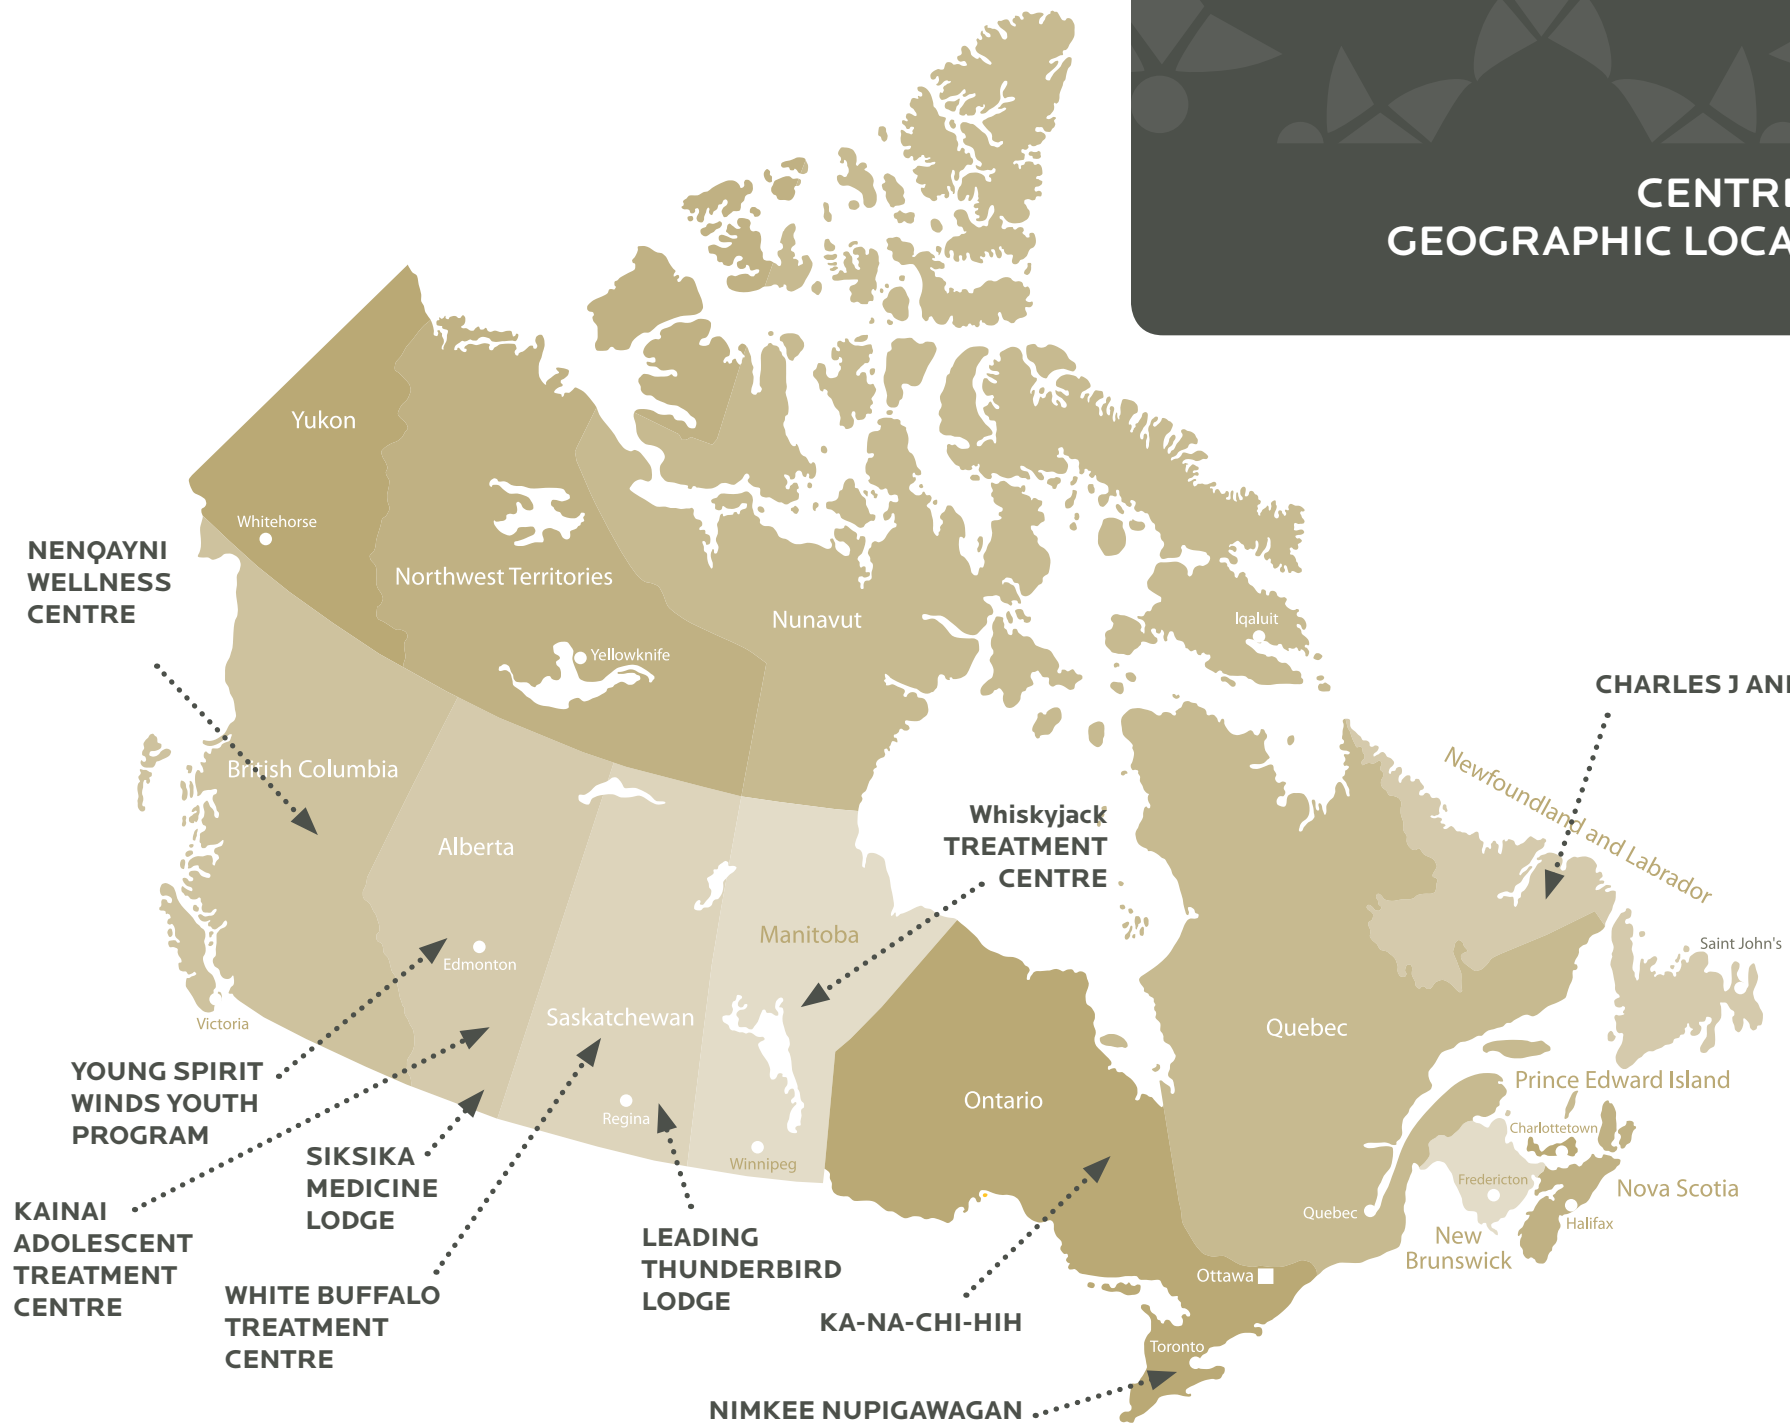 CENTRE
GEOGRAPHIC LOCA
Yukon
Whitehorse
NENQAYNI
WELLNESS
CENTRE
Northwest Territories
Yellowknife
Nunavut
Iqaluit
CHARLES J AN
British Columbia
Newfoundland and Labrador
Whiskyjack
TREATMENT
CENTRE
Alberta
Manitoba
Edmonton
Saint John's
Victoria
Saskatchewan
Quebec
YOUNG SPIRIT
WINDS YOUTH
PROGRAM
Prince Edward Island
Ontario
Regina
Charlottetown
SIKSIKA
MEDICINE
LODGE
Winnipeg
Fredericton
Nova Scotia
KAINAI
ADOLESCENT
TREATMENT
CENTRE
Quebec
Halifax
New
Brunswick
LEADING
THUNDERBIRD
LODGE
Ottawa
WHITE BUFFALO
TREATMENT
CENTRE
KA-NA-CHI-HIH
Toronto
NIMKEE NUPIGAWAGAN